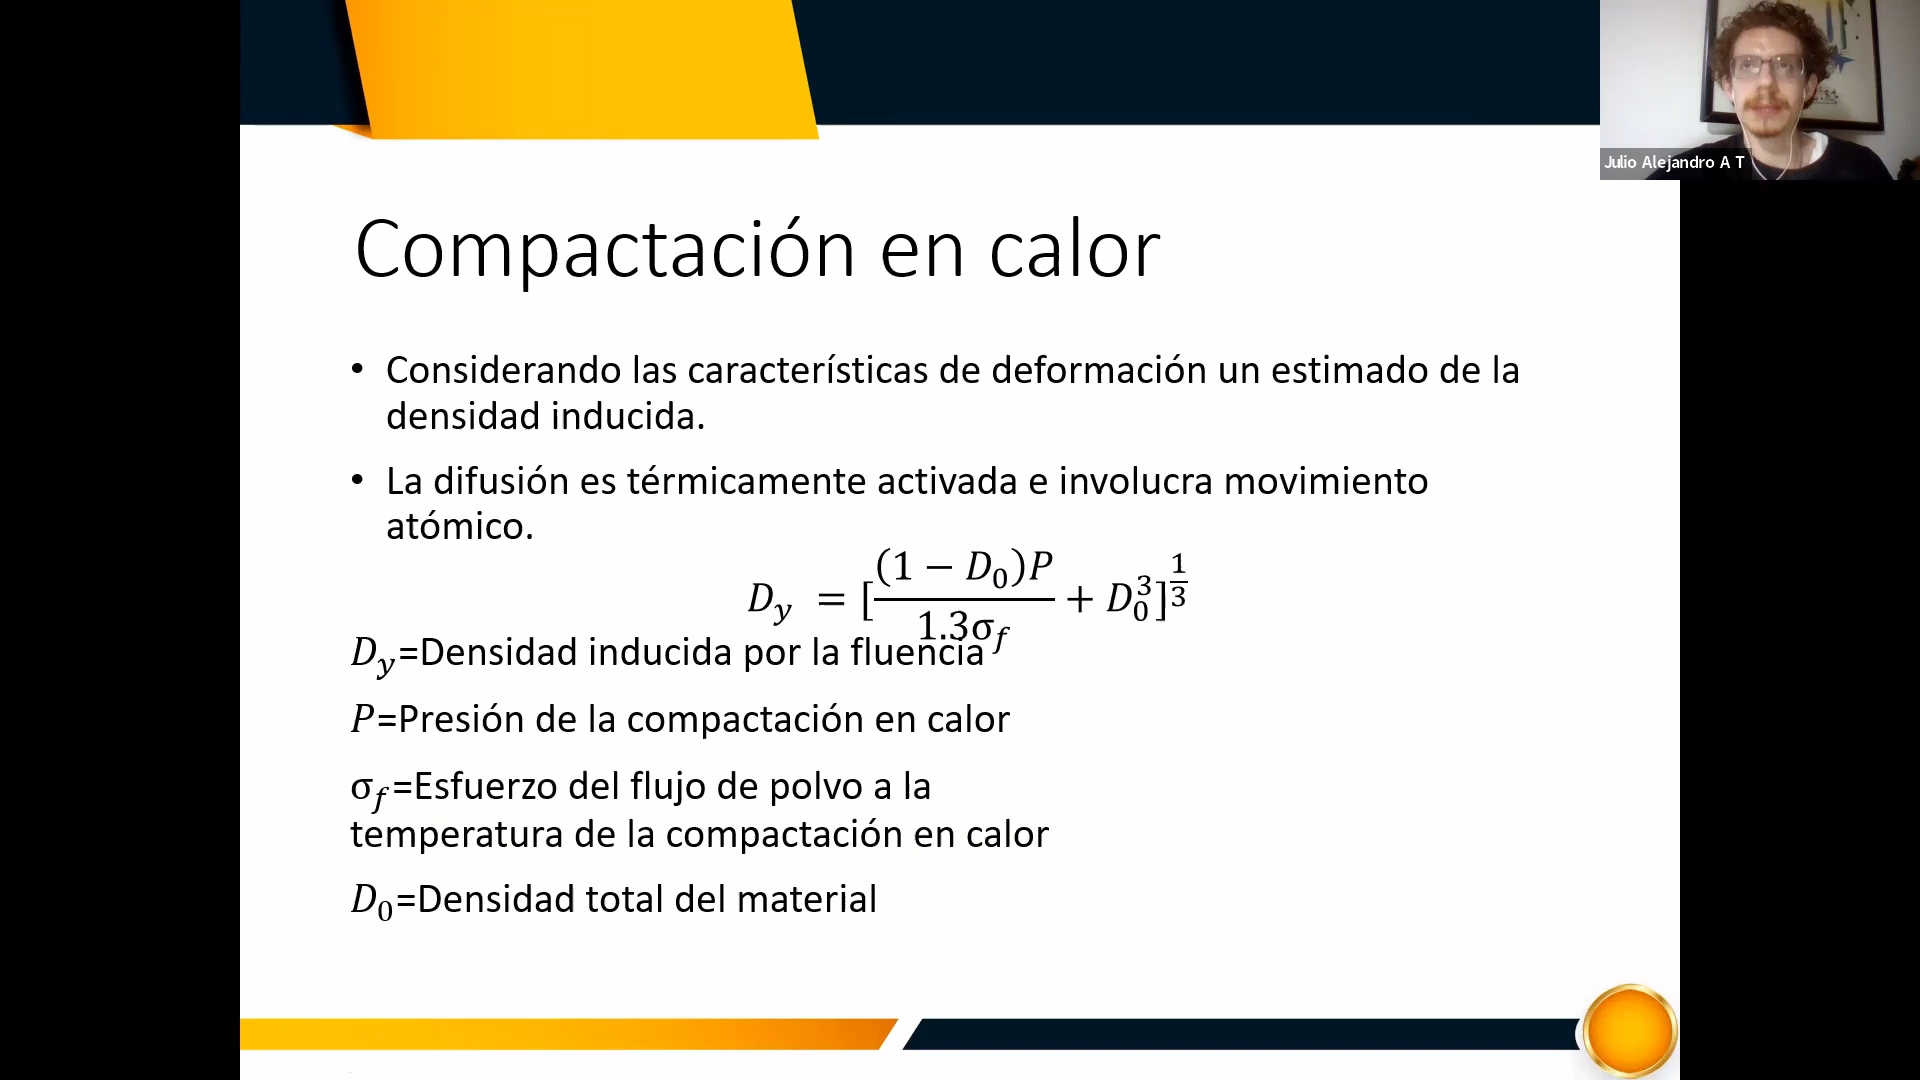 Julio Alejandro A T
Compactación en calor
• Considerando las características de deformación un estimado de la
densidad inducida.
• La difusión es térmicamente activada e involucra movimiento
atómico.
D_y = [\frac{(1 − D_0)P}{1.3σ_f} + D_0^3]^{\frac{1}{3}}
D_y=Densidad inducida por la fluencia
P=Presión de la compactación en calor
σ_f=Esfuerzo del flujo de polvo a la
temperatura de la compactación en calor
D_0=Densidad total del material